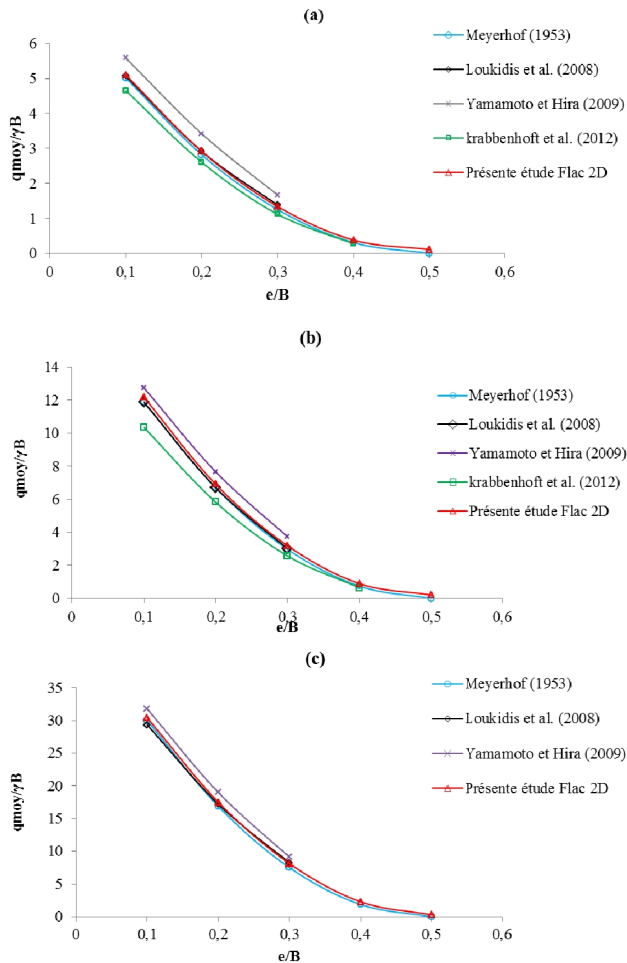 (a)
6
5
4
3
2
1
0
qmoy/γB
0
0,1
0,2
0,3
0,4
0,5
0,6
e/B
Meyerhof (1953)
Loukidis et al. (2008)
Yamamoto et Hira (2009)
krabbenhoft et al. (2012)
Présente étude Flac 2D
(b)
14
12
10
8
6
4
2
0
qmoy/γB
0
0,1
0,2
0,3
0,4
0,5
0,6
e/B
Meyerhof (1953)
Loukidis et al. (2008)
Yamamoto et Hira (2009)
krabbenhoft et al. (2012)
Présente étude Flac 2D
(c)
35
30
25
20
15
10
5
0
qmoy/γB
0
0,1
0,2
0,3
0,4
0,5
0,6
e/B
Meyerhof (1953)
Loukidis et al. (2008)
Yamamoto et Hira (2009)
Présente étude Flac 2D